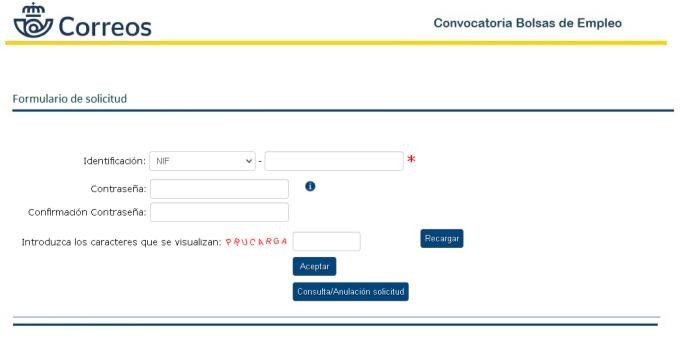 Correos
Convocatoria Bolsas de Empleo
Formulario de solicitud
Identificación: NIF - *
Contraseña:
Confirmación Contraseña:
Introduzca los caracteres que se visualizan: PRUCARGA Recargar
Aceptar
Consulta/Anulación solicitud